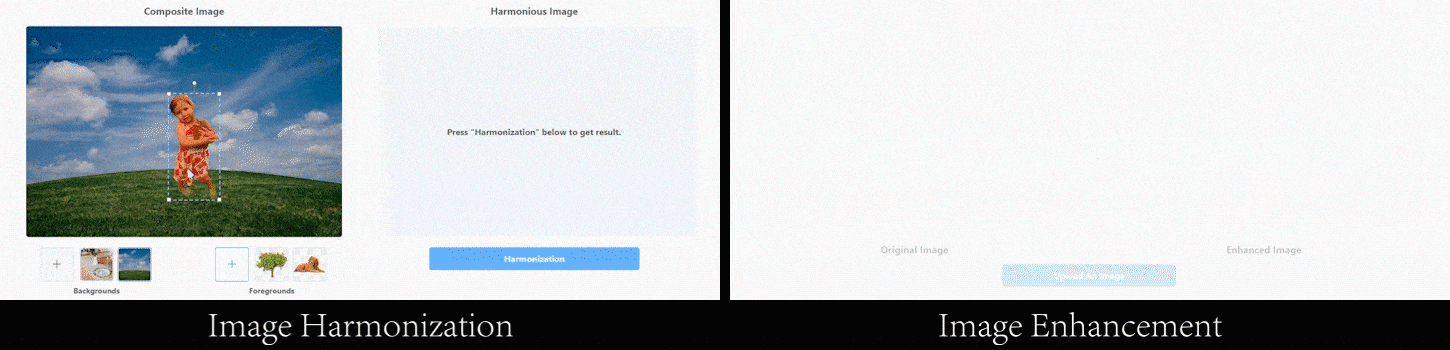 Composite Image
Harmonious Image
Press "Harmonization" below to get result.
Harmonization
Backgrounds
Foregrounds
Image Harmonization
Original Image
Enhanced Image
Upload An Image
Image Enhancement